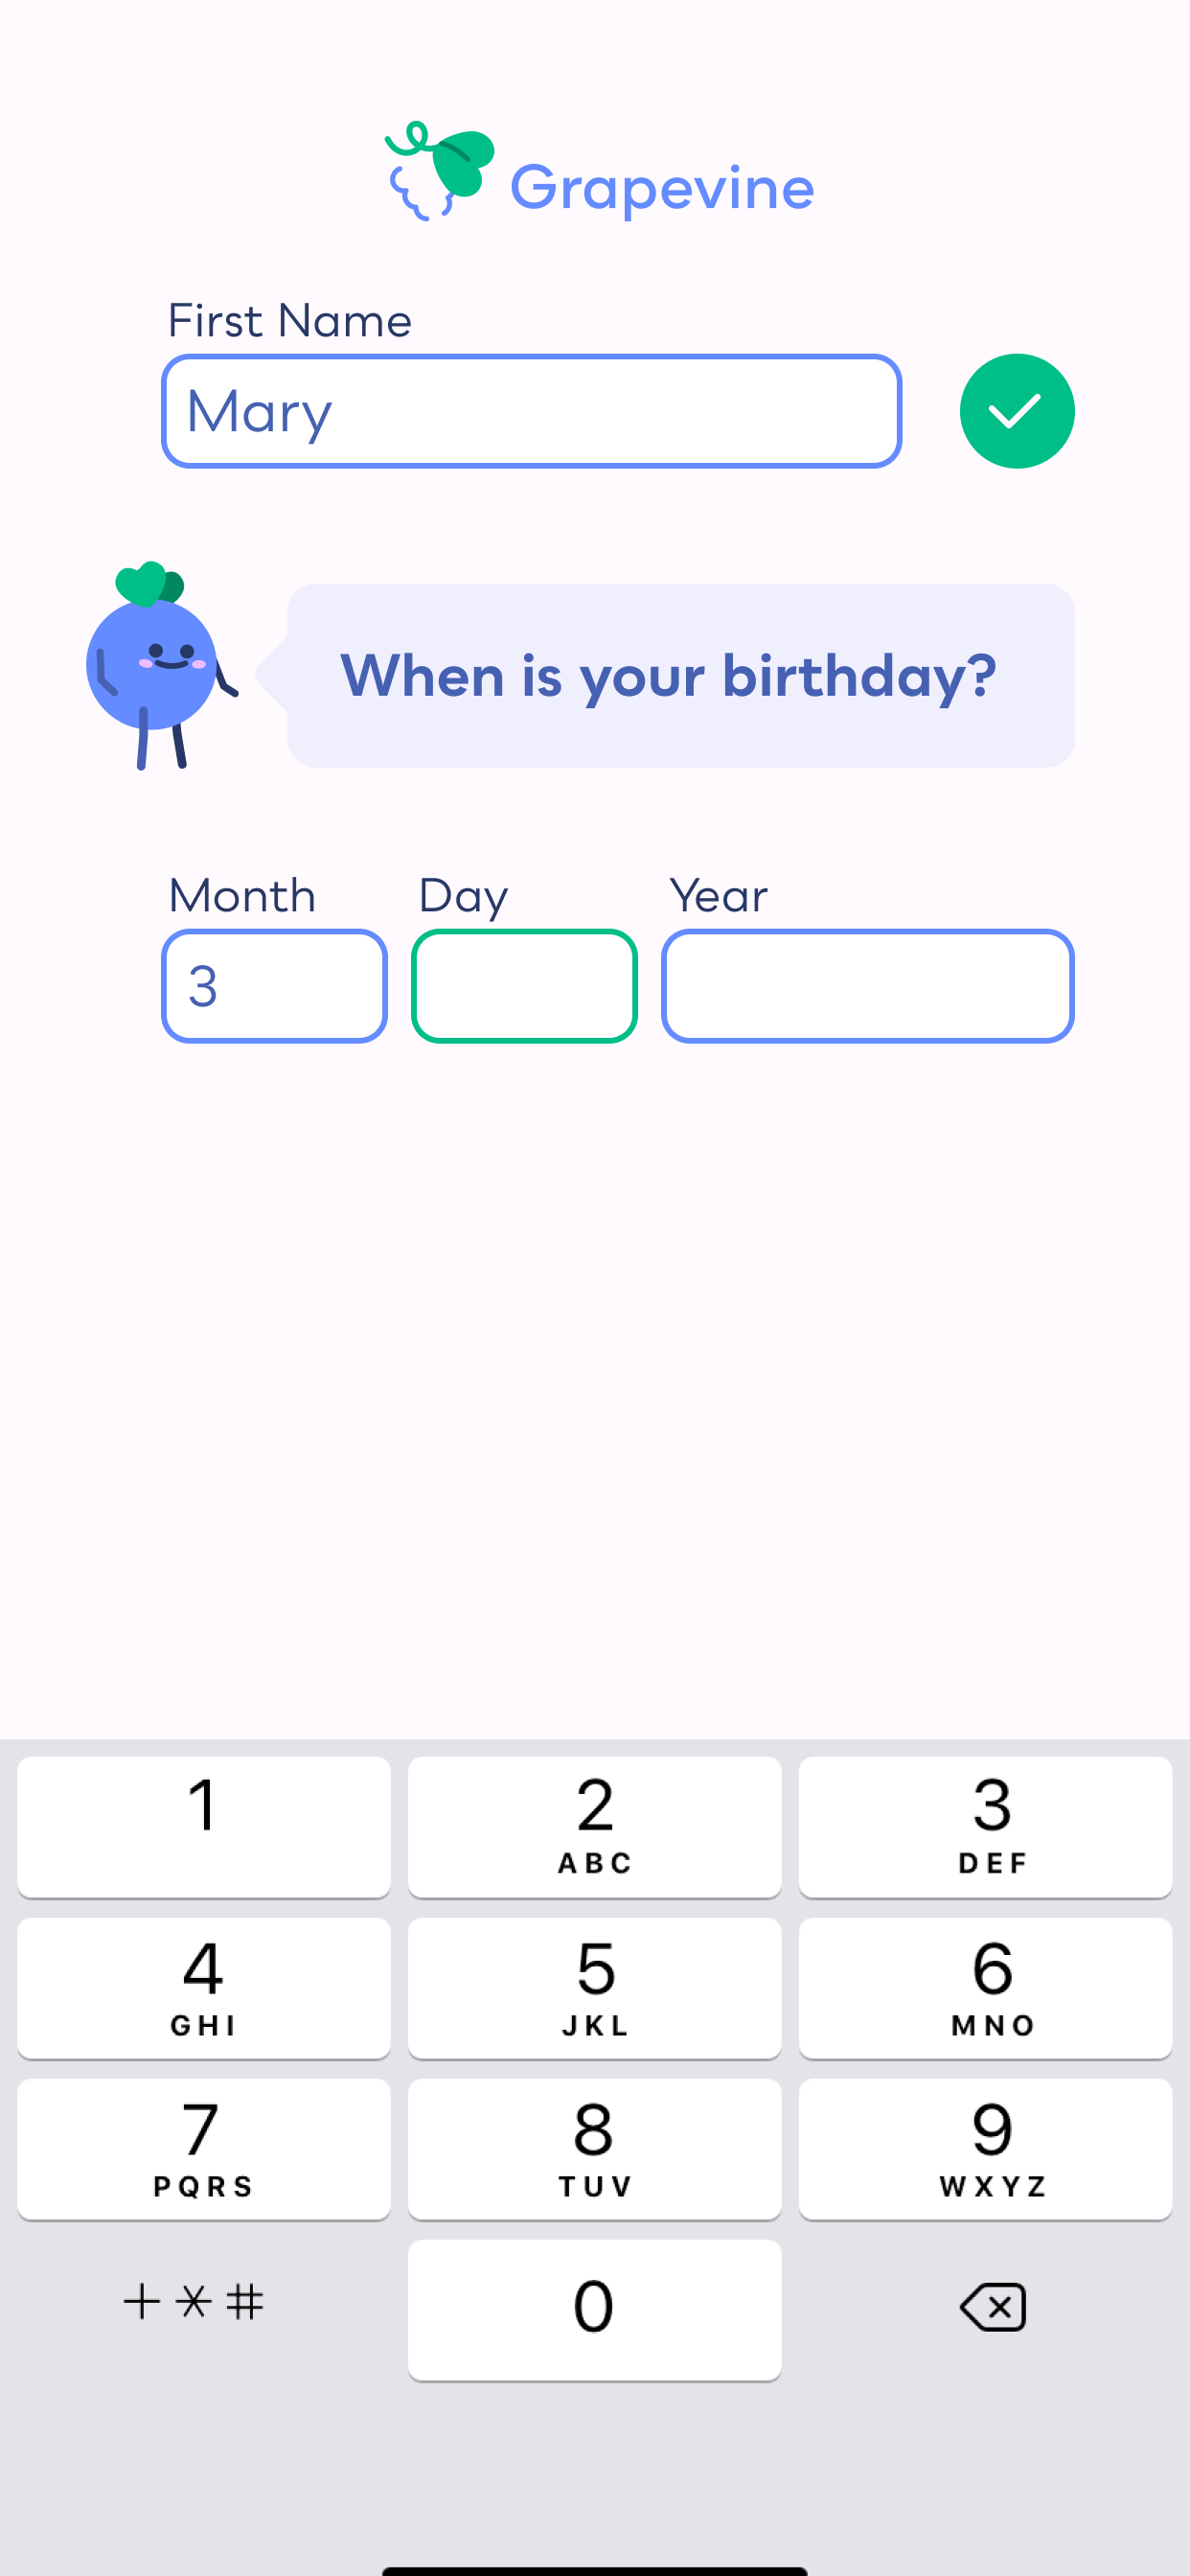 Grapevine
First Name
Mary
When is your birthday?
Month Day Year
3
1 2 3
ABC DEF
4 5 6
GHI JKL MNO
7 8 9
PQRS TUV WXYZ
+*# 0